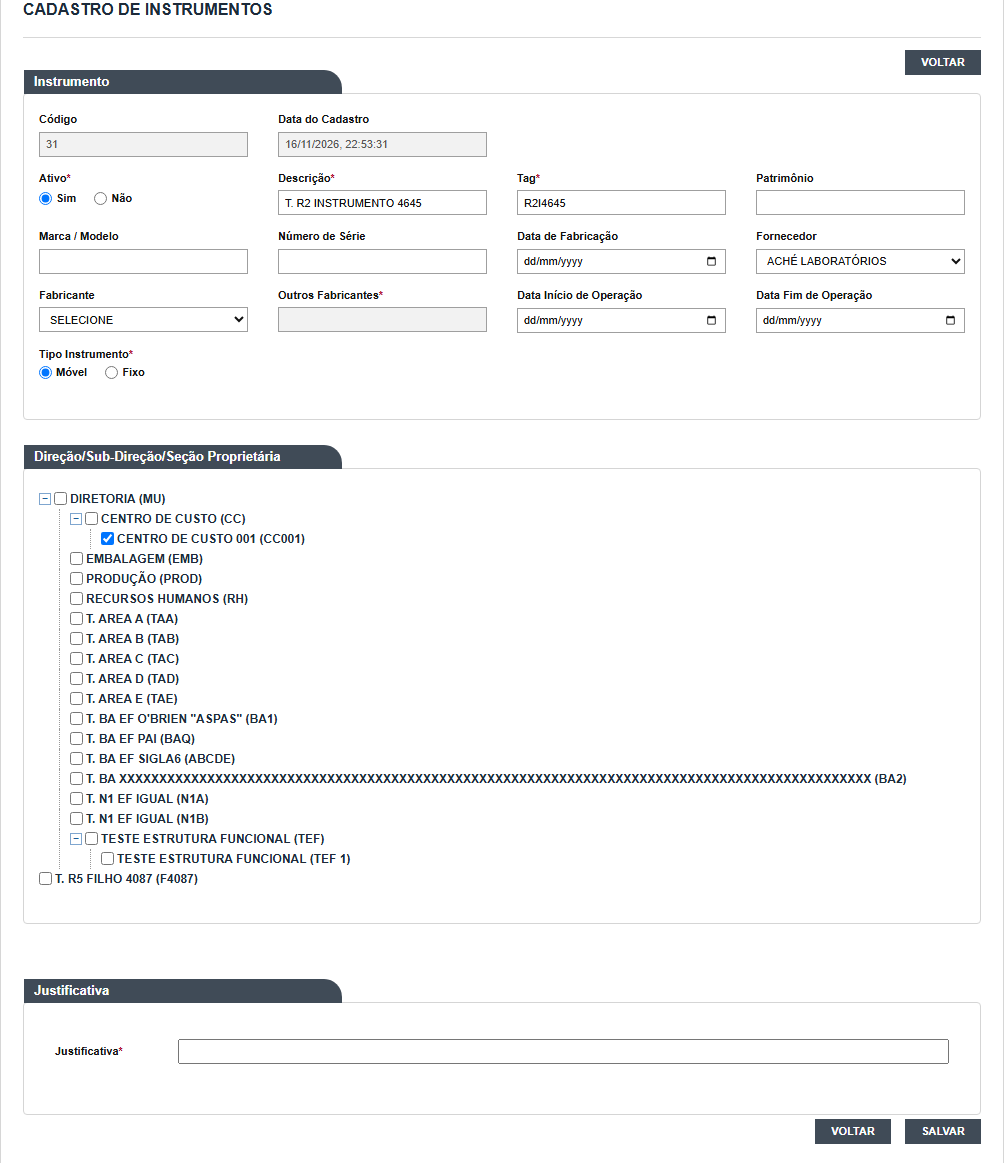 CADASTRO DE INSTRUMENTOS
VOLTAR
Instrumento
Código Data do Cadastro
31 16/11/2026, 22:53:31
Ativo* Descrição* Tag* Patrimônio
Sim Não T. R2 INSTRUMENTO 4645 R2I4645
Marca / Modelo Número de Série Data de Fabricação Fornecedor
dd/mm/yyyy ACHÉ LABORATÓRIOS
Fabricante Outros Fabricantes* Data Início de Operação Data Fim de Operação
SELECIONE dd/mm/yyyy dd/mm/yyyy
Tipo Instrumento*
Móvel Fixo
Direção/Sub-Direção/Seção Proprietária
DIRETORIA (MU)
CENTRO DE CUSTO (CC)
CENTRO DE CUSTO 001 (CC001)
EMBALAGEM (EMB)
PRODUÇÃO (PROD)
RECURSOS HUMANOS (RH)
T. AREA A (TAA)
T. AREA B (TAB)
T. AREA C (TAC)
T. AREA D (TAD)
T. AREA E (TAE)
T. BA EF O'BRIEN "ASPAS" (BA1)
T. BA EF PAI (BAQ)
T. BA EF SIGLA6 (ABCDE)
T. BA XXXXXXXXXXXXXXXXXXXXXXXXXXXXXXXXXXXXXXXXXXXXXXXXXXXXXXXXXXXXXXXXXXXXXXXXXXXXXXXXXXXXXXXXXXXXXX (BA2)
T. N1 EF IGUAL (N1A)
T. N1 EF IGUAL (N1B)
TESTE ESTRUTURA FUNCIONAL (TEF)
TESTE ESTRUTURA FUNCIONAL (TEF 1)
T. R5 FILHO 4087 (F4087)
Justificativa
Justificativa*
VOLTAR SALVAR